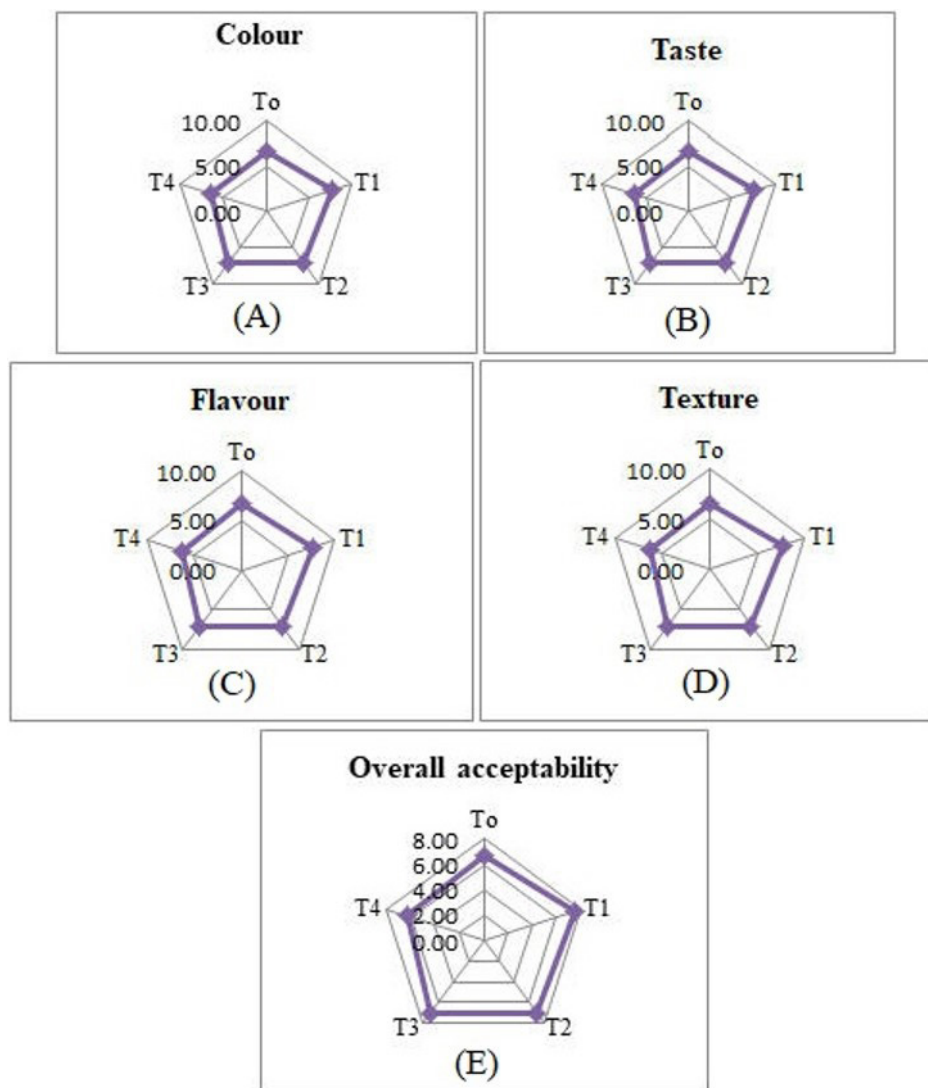 Colour
To
10.00
5.00
0.00
T1
T2
T3
T4
(A)
Taste
To
10.00
5.00
0.00
T1
T2
T3
T4
(B)
Flavour
To
10.00
5.00
0.00
T1
T2
T3
T4
(C)
Texture
To
10.00
5.00
0.00
T1
T2
T3
T4
(D)
Overall acceptability
To
8.00
6.00
4.00
2.00
0.00
T1
T2
T3
T4
(E)